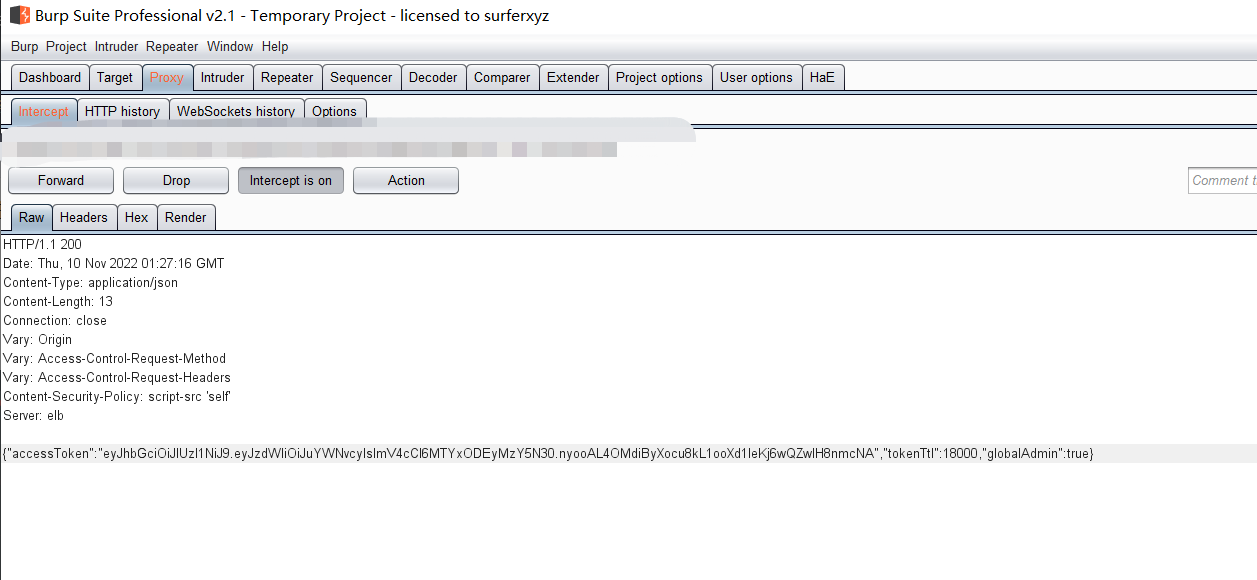 Burp Suite Professional v2.1 - Temporary Project - licensed to surferxyz
Burp Project Intruder Repeater Window Help
Dashboard Target Proxy Intruder Repeater Sequencer Decoder Comparer Extender Project options User options HaE
Intercept HTTP history WebSockets history Options
Forward Drop Intercept is on Action Comment
Raw Headers Hex Render
HTTP/1.1 200
Date: Thu, 10 Nov 2022 01:27:16 GMT
Content-Type: application/json
Content-Length: 13
Connection: close
Vary: Origin
Vary: Access-Control-Request-Method
Vary: Access-Control-Request-Headers
Content-Security-Policy: script-src 'self'
Server: elb
{"accessToken":"eyJhbGciOiJIUzI1NiJ9.eyJzdWIiOiJuYWNvcyIsImV4cCI6MTYxODEyMzY5N30.nyooAL4OMdiByXocu8kL1ooXd1IeKj6wQZwIH8nmcNA","tokenTtl":18000,"globalAdmin":true}